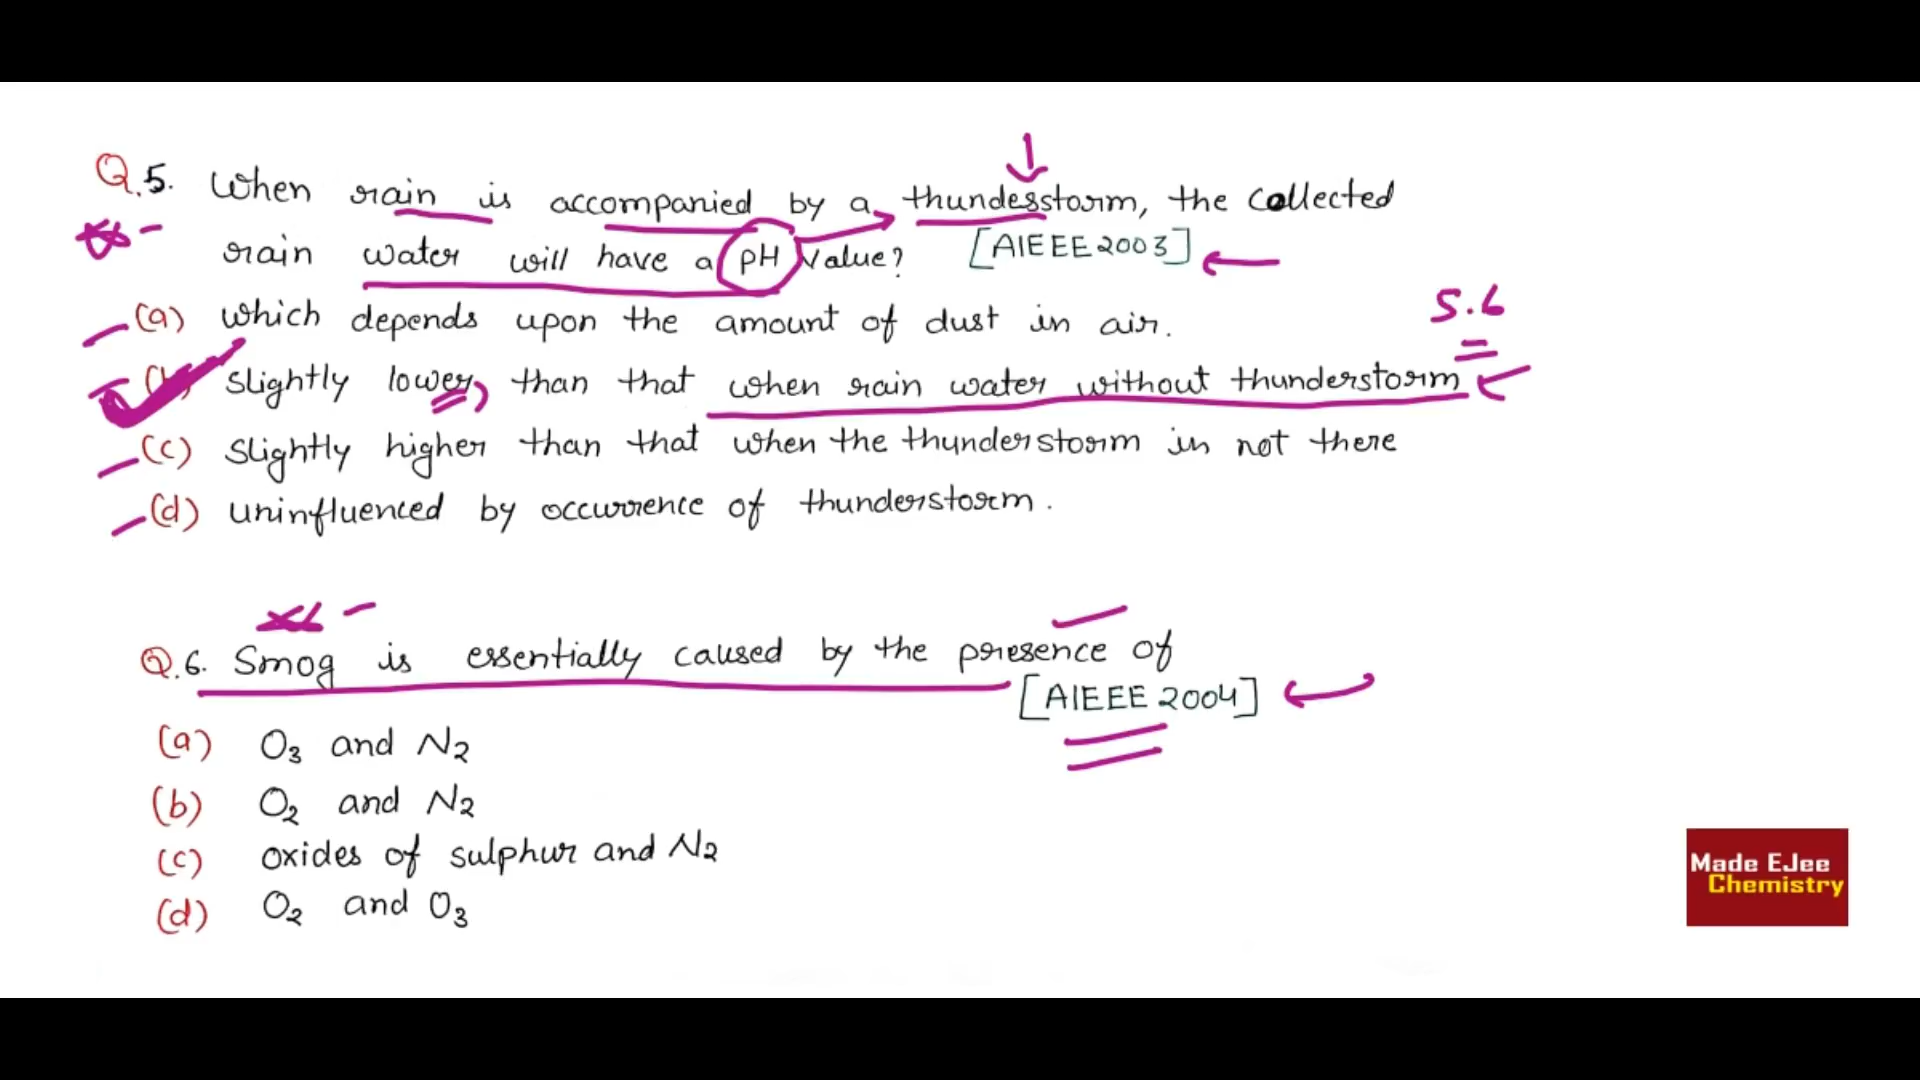 Q.5. When rain is accompanied by a thundesstorm, the collected
rain water will have a pH value? [AIEEE 2003]
(a) which depends upon the amount of dust in air.
5.6
(b) slightly lower, than that when rain water without thunderstorm
(c) slightly higher than that when the thunderstorm is not there
(d) uninfluenced by occurrence of thunderstorm.
Q.6. Smog is essentially caused by the presence of
[AIEEE 2004]
(a) O₃ and N₂
(b) O₂ and N₂
(c) oxides of sulphur and N₂
(d) O₂ and O₃
Made EJee
Chemistry